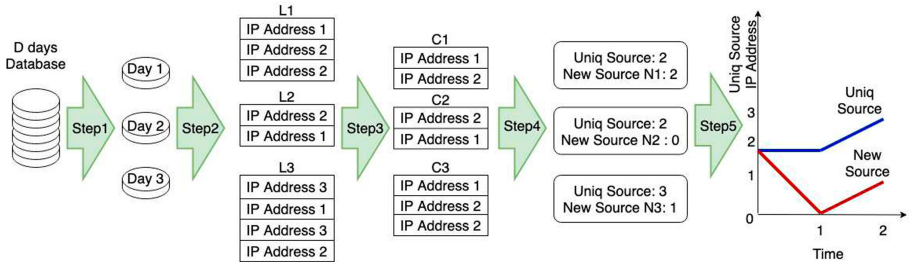 D days
Database
Step1
Day 1
Day 2
Day 3
Step2
L1
IP Address 1
IP Address 2
IP Address 2
L2
IP Address 2
IP Address 1
L3
IP Address 3
IP Address 1
IP Address 3
IP Address 2
Step3
C1
IP Address 1
IP Address 2
C2
IP Address 2
IP Address 1
C3
IP Address 1
IP Address 2
IP Address 2
Step4
Uniq Source: 2
New Source N1: 2
Uniq Source: 2
New Source N2 : 0
Uniq Source: 3
New Source N3: 1
Step5
Uniq Source
IP Address
3
2
1
0
Uniq
Source
New
Source
1
2
Time